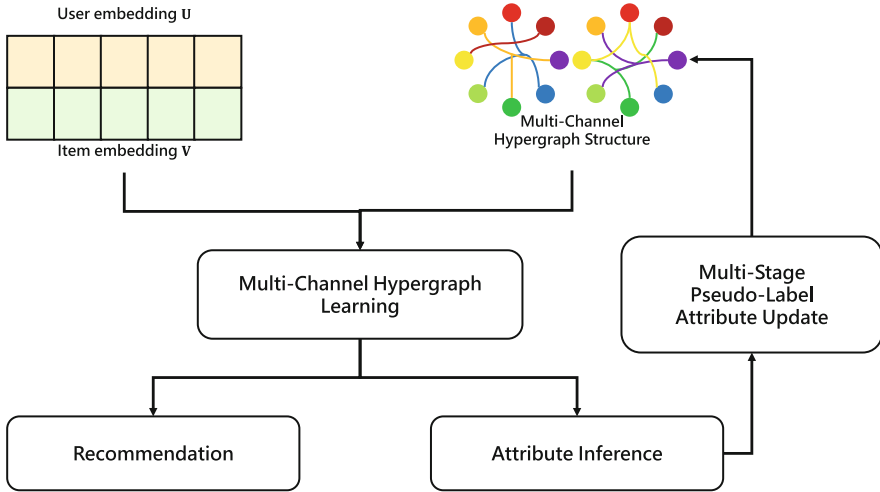 User embedding U
Item embedding V
Multi-Channel
Hypergraph Structure
Multi-Channel Hypergraph
Learning
Multi-Stage
Pseudo-Label
Attribute Update
Recommendation
Attribute Inference